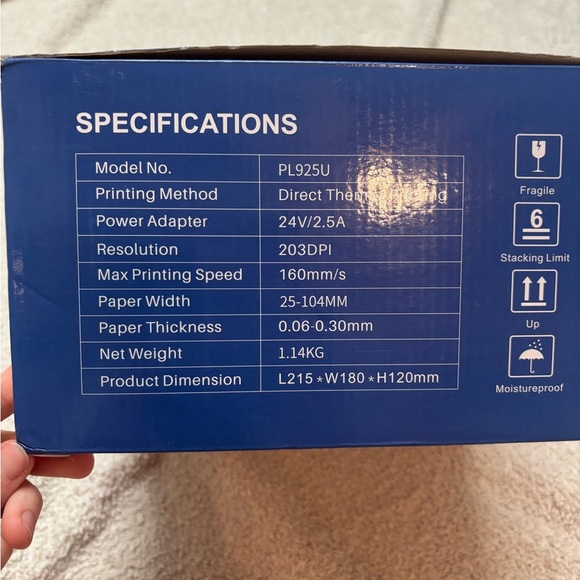 SPECIFICATIONS
Model No. PL925U
Printing Method Direct Thermal Printing
Power Adapter 24V/2.5A
Resolution 203DPI
Max Printing Speed 160mm/s
Paper Width 25-104MM
Paper Thickness 0.06-0.30mm
Net Weight 1.14KG
Product Dimension L215*W180*H120mm
Fragile
6
Stacking Limit
Up
Moistureproof